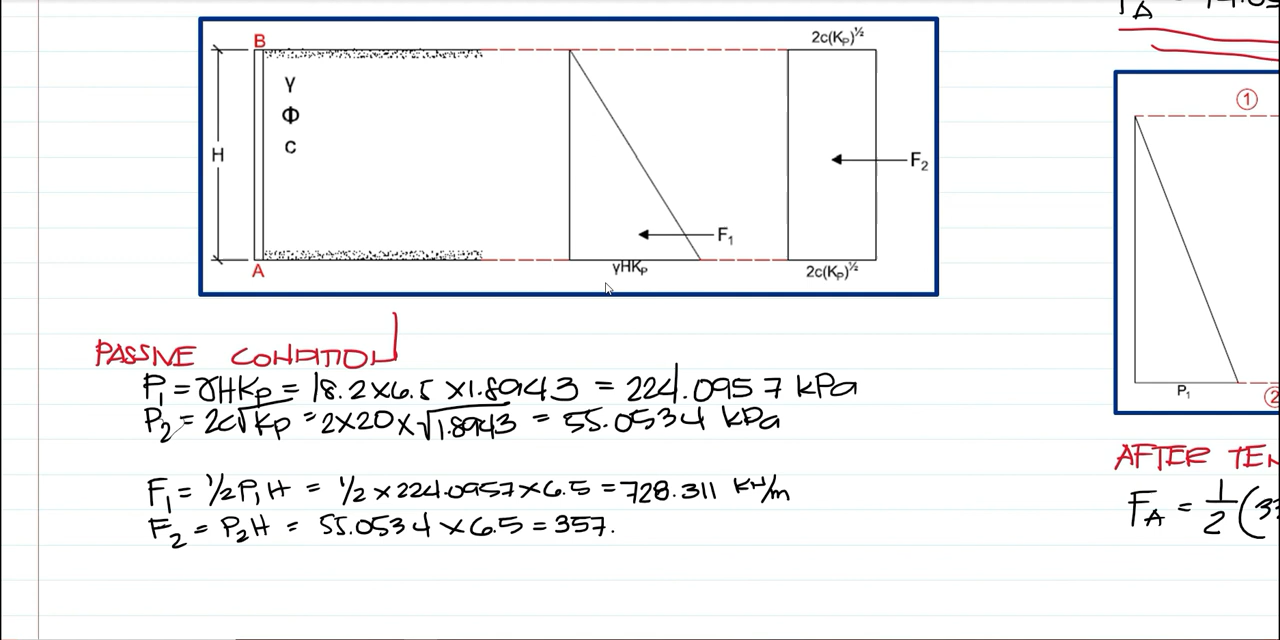 B
2c(Kₚ)^½
γ
Φ
c
H
F₂
F₁
A
γHKₚ
2c(Kₚ)^½
PASSIVE CONDITION
P₁ = γHKp = 18.2 × 6.5 × 1.8943 = 224.0957 kPa
P₂ = 2c√Kp = 2×20×√1.8943 = 55.0534 kPa
F₁ = 1/2 P₁H = 1/2 × 224.0957 × 6.5 = 728.311 kN/m
F₂ = P₂H = 55.0534 × 6.5 = 357.
1
P₁
2
AFTER TEN
F_A = 1/2 (3